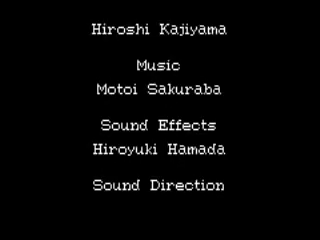 Hiroshi Kajiyama
Music
Motoi Sakuraba
Sound Effects
Hiroyuki Hamada
Sound Direction